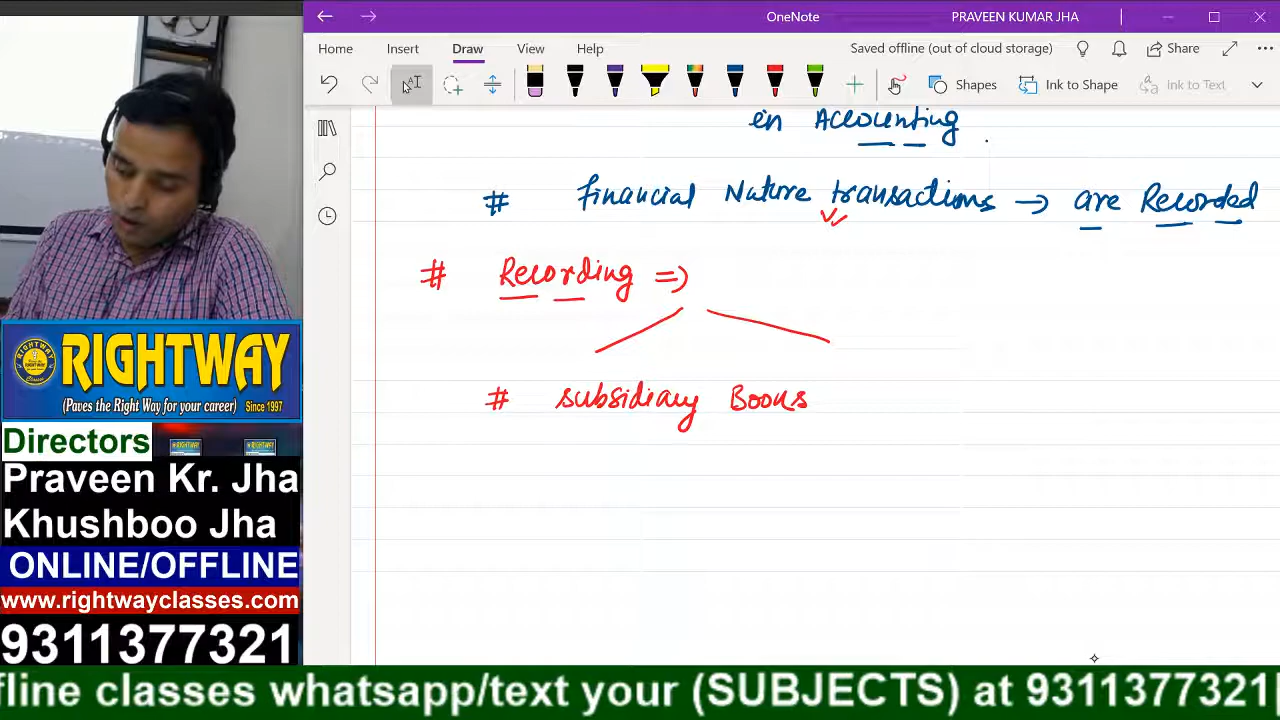 OneNote
PRAVEEN KUMAR JHA
Home Insert Draw View Help
Saved offline (out of cloud storage)
Share
Shapes
Ink to Shape
Ink to Text
in Accounting
# financial Nature transactions → are Recorded
# Recording =>
# subsidiary Books
RIGHTWAY
(Paves the Right Way for your career) Since 1997
Directors
Praveen Kr. Jha
Khushboo Jha
ONLINE/OFFLINE
www.rightwayclasses.com
9311377321
ffline classes whatsapp/text your (SUBJECTS) at 9311377321